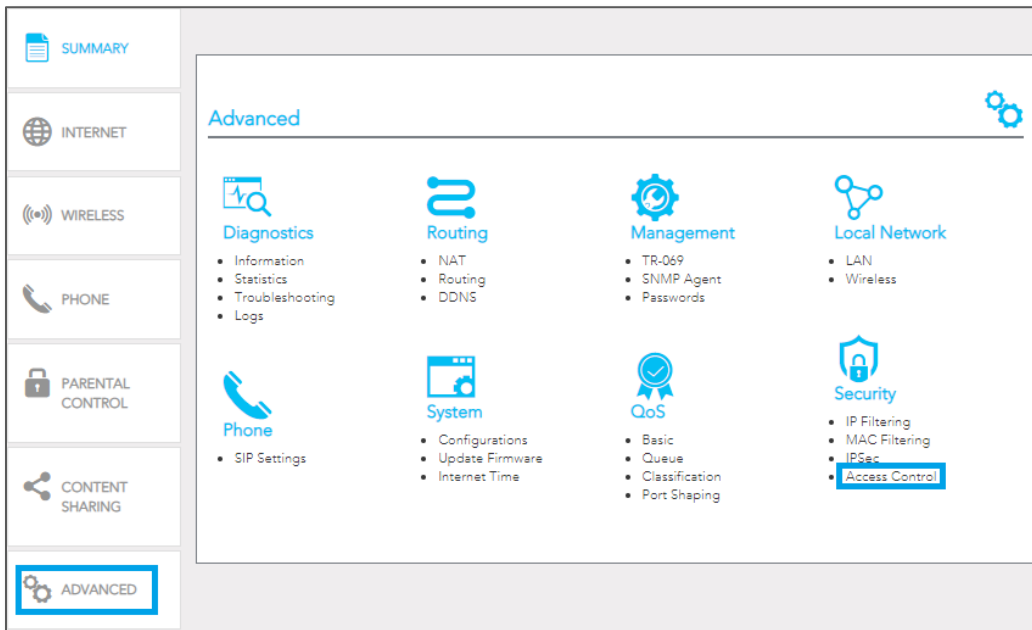 SUMMARY
INTERNET
WIRELESS
PHONE
PARENTAL
CONTROL
CONTENT
SHARING
ADVANCED
Advanced
Diagnostics
• Information
• Statistics
• Troubleshooting
• Logs
Routing
• NAT
• Routing
• DDNS
Management
• TR-069
• SNMP Agent
• Passwords
Local Network
• LAN
• Wireless
Phone
• SIP Settings
System
• Configurations
• Update Firmware
• Internet Time
QoS
• Basic
• Queue
• Classification
• Port Shaping
Security
• IP Filtering
• MAC Filtering
• IPSec
• Access Control